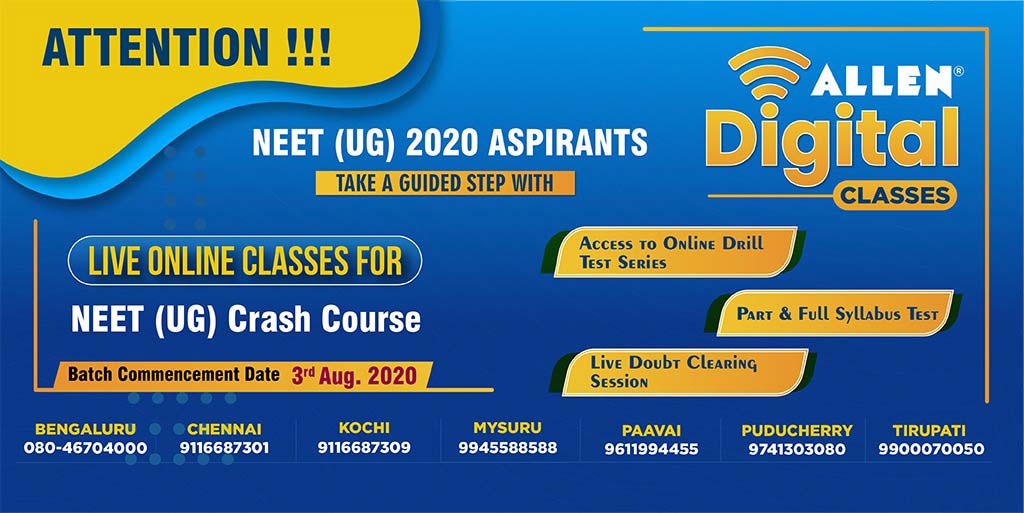 ATTENTION !!!
ALLEN®
Digital
CLASSES
NEET (UG) 2020 ASPIRANTS
TAKE A GUIDED STEP WITH
LIVE ONLINE CLASSES FOR
NEET (UG) Crash Course
Batch Commencement Date 3rd Aug. 2020
Access to Online Drill
Test Series
Part & Full Syllabus Test
Live Doubt Clearing
Session
BENGALURU CHENNAI KOCHI MYSURU PAAVAI PUDUCHERRY TIRUPATI
080-46704000 9116687301 9116687309 9945588588 9611994455 9741303080 9900070050